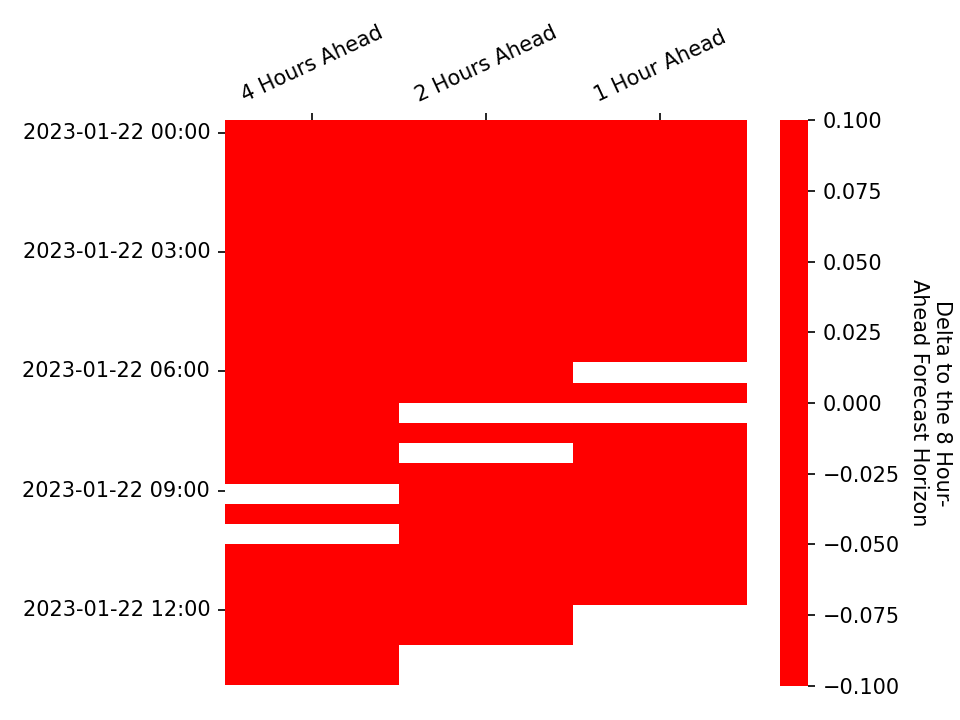 4 Hours Ahead
2 Hours Ahead
1 Hour Ahead
2023-01-22 00:00
2023-01-22 03:00
2023-01-22 06:00
2023-01-22 09:00
2023-01-22 12:00
0.100
0.075
0.050
0.025
0.000
−0.025
−0.050
−0.075
−0.100
Delta to the 8 Hour-
Ahead Forecast Horizon